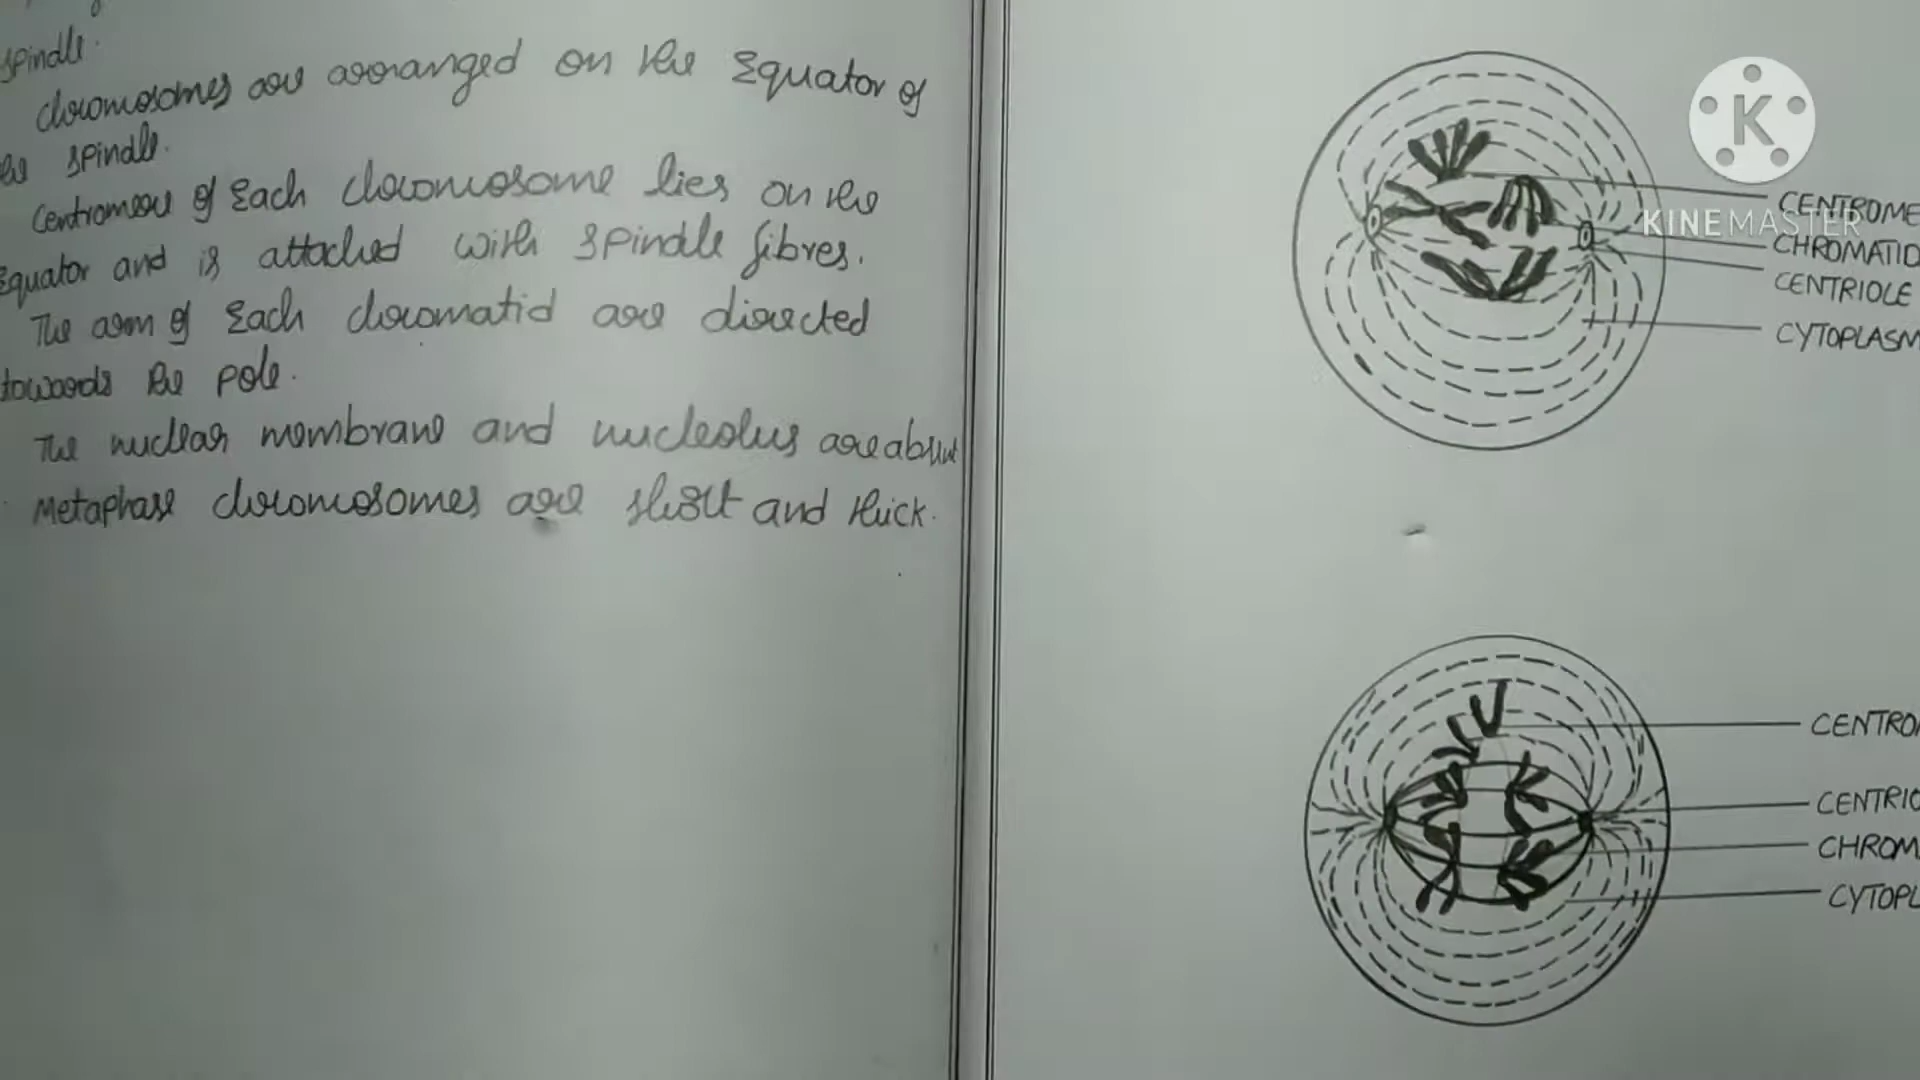 spindle.
chromosomes are arranged on the Equator of
the spindle.
Centromere of Each chromosome lies on the
Equator and is attached with spindle fibres.
The arm of Each chromatid are directed
towards the pole.
The nuclear membrane and nucleolus are absent
Metaphase chromosomes are short and thick.
K
KINEMASTER
CENTROME
CHROMATID
CENTRIOLE
CYTOPLASM
CENTRO
CENTRIO
CHROM
CYTOPL